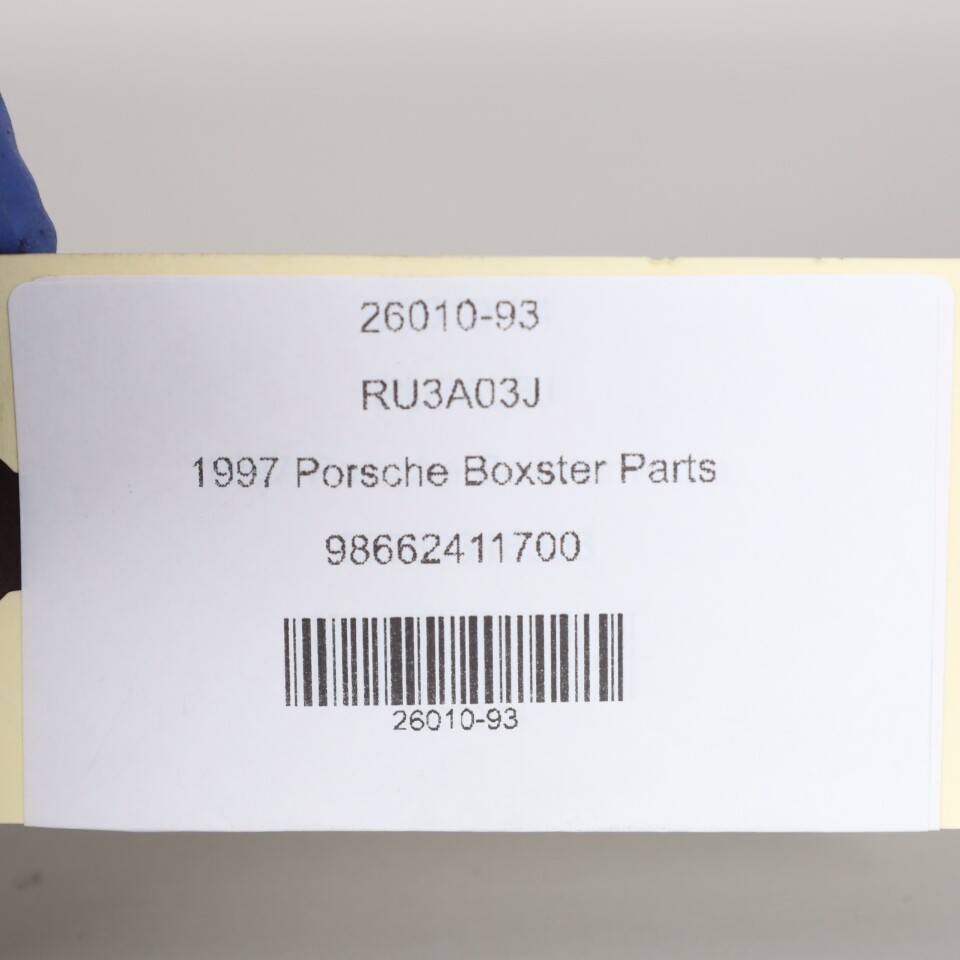 26010-93
RU3A03J
1997 Porsche Boxster Parts
98662411700
26010-93